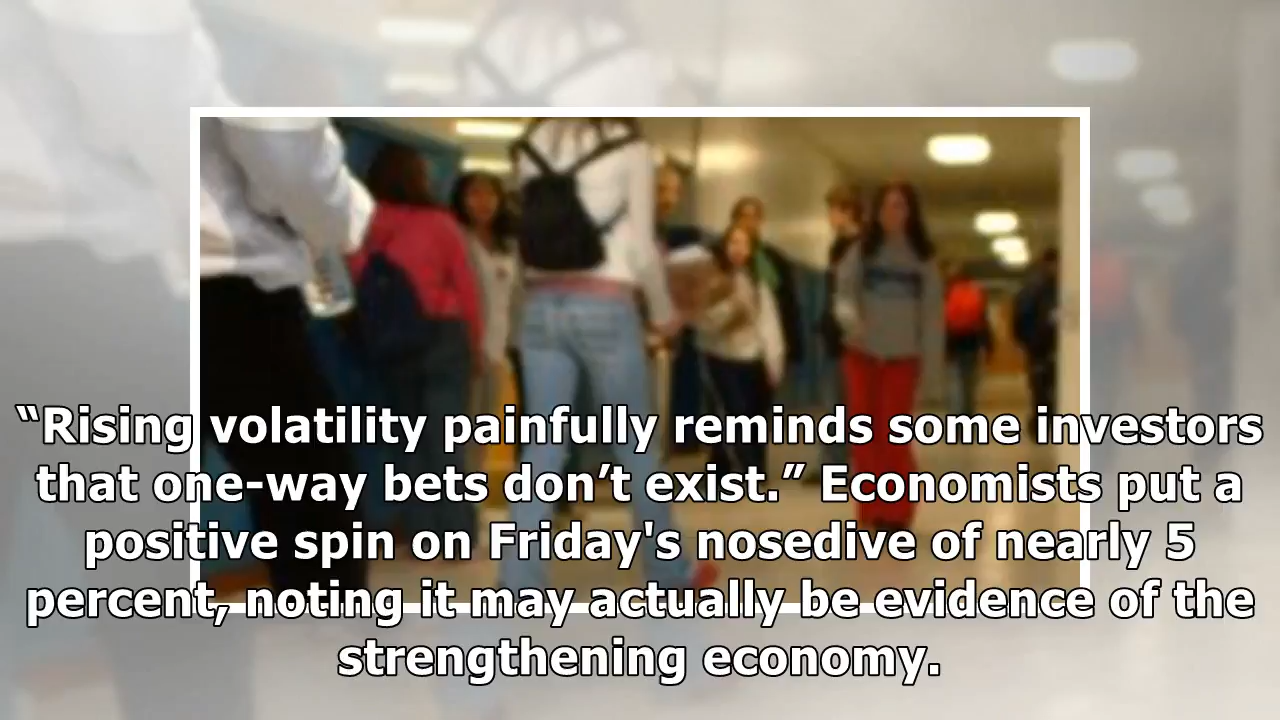 “Rising volatility painfully reminds some investors
that one-way bets don’t exist.” Economists put a
positive spin on Friday's nosedive of nearly 5
percent, noting it may actually be evidence of the
strengthening economy.